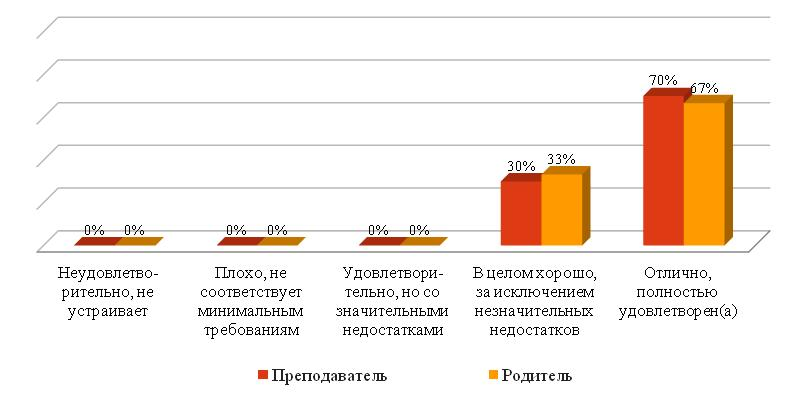 70%
67%
30%
33%
0%
0%
0%
0%
0%
0%
Неудовлетво-
рительно, не
устраивает
Плохо, не
соответствует
минимальным
требованиям
Удовлетвори-
тельно, но со
значительными
недостатками
В целом хорошо,
за исключением
незначительных
недостатков
Отлично,
полностью
удовлетворен(а)
Преподаватель
Родитель